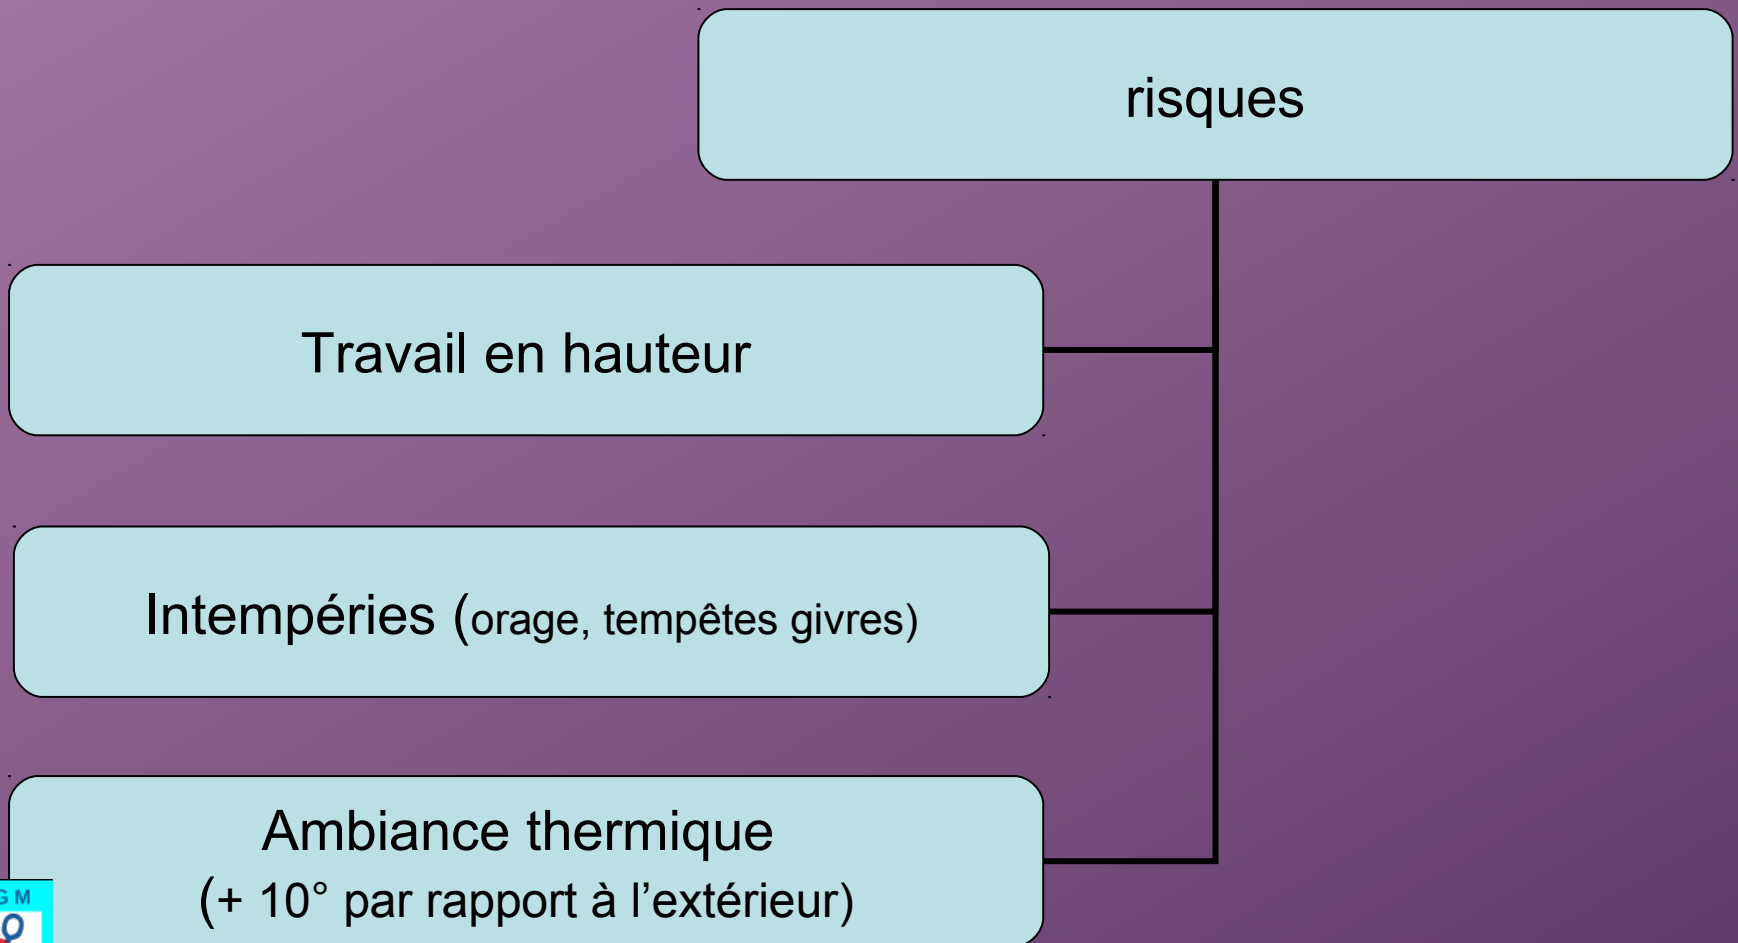 risques
Travail en hauteur
Intempéries (orage, tempêtes givres)
Ambiance thermique
(+ 10° par rapport à l’extérieur)
G M